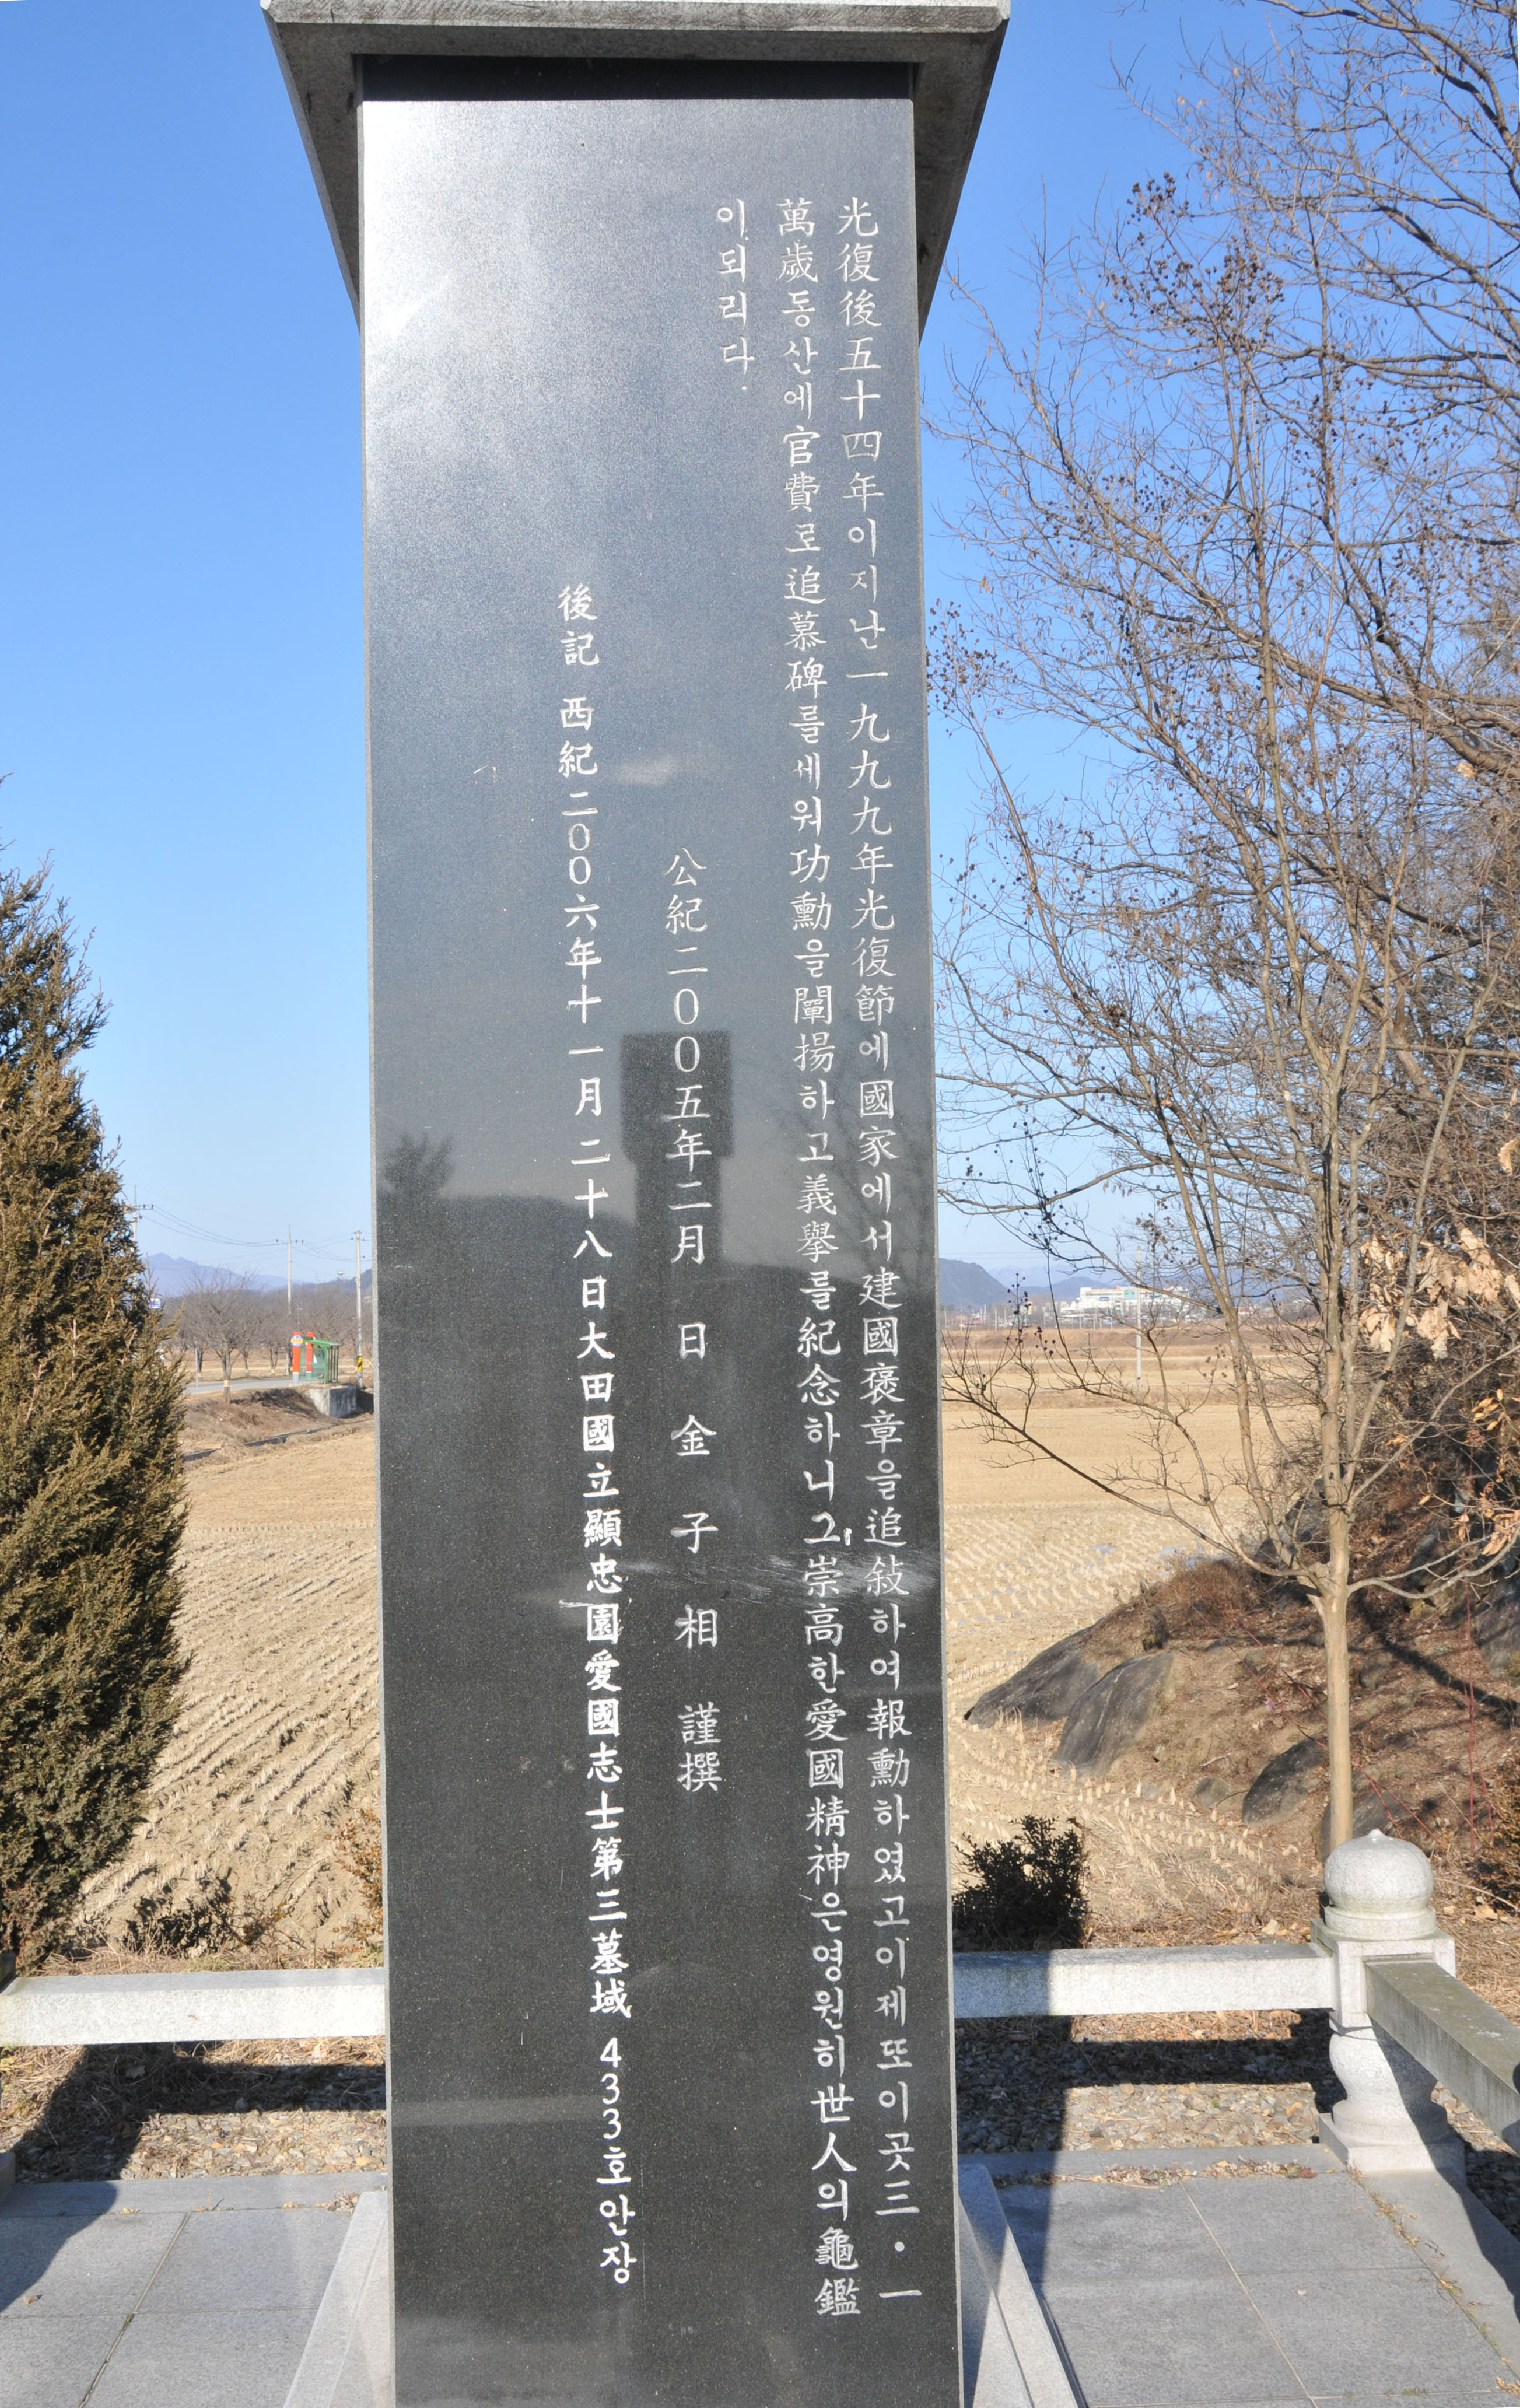 光復後五十四年이지난一九九九年光復節에國家에서建國褒章을追敍하여報勳하였고이제또이곳三·一
萬歲동산에官費로追慕碑를세워功勳을闡揚하고義擧를紀念하니그崇高한愛國精神은영원히世人의龜鑑
이되리다.
公紀二00五年二月 日 金子相 謹撰
後記 西紀二00六年十一月二十八日大田國立顯忠園愛國志士第三墓域 433호안장